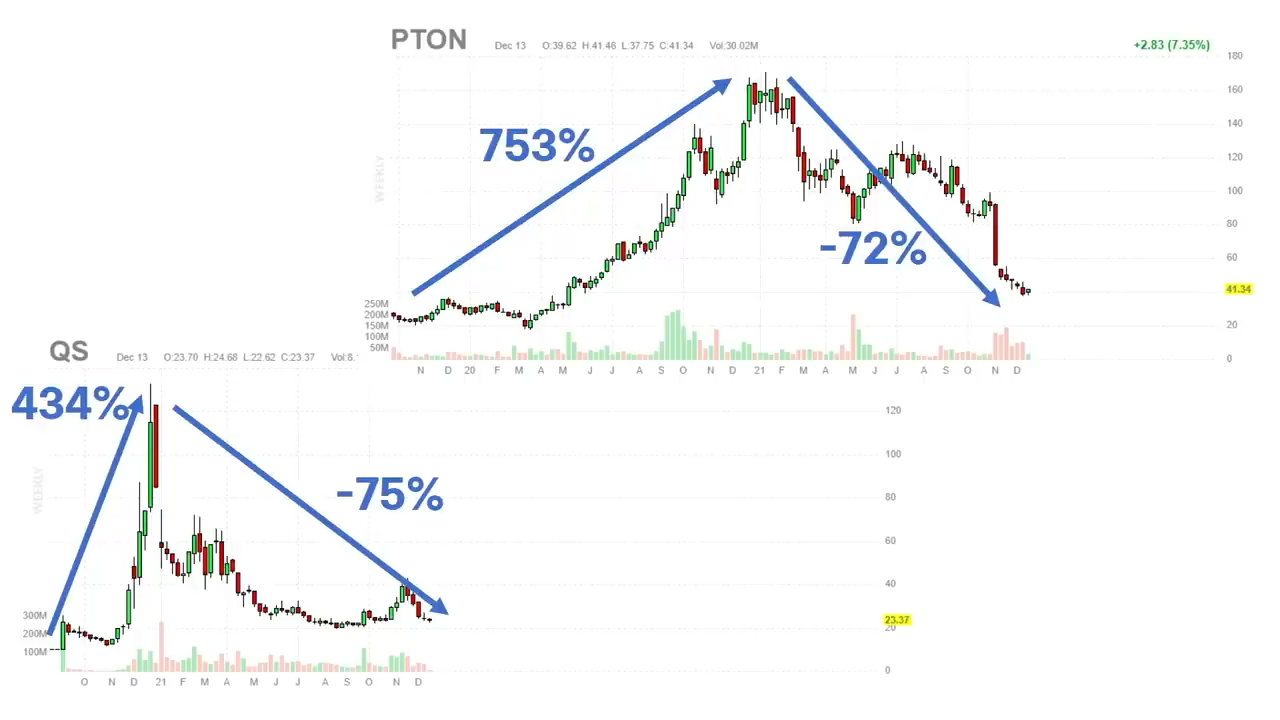 PTON Dec 13 O:39.62 H:41.46 L:37.75 C:41.34 Vol:30.02M +2.83 (7.35%)
180
160
140
120
100
80
60
41.34
20
0
753%
-72%
WEEKLY
250M
200M
150M
100M
50M
N D 20 F M A M J J A S O N D 21 F M A M J J A S O N D
QS Dec 13 O:23.70 H:24.68 L:22.62 C:23.37 Vol:8.
434%
-75%
WEEKLY
120
100
80
60
40
23.37
20
0
300M
200M
100M
O N D 21 F M A M J J A S O N D